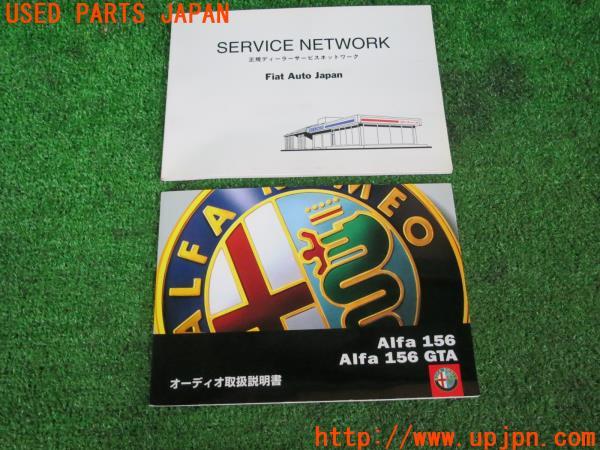 USED PARTS JAPAN
SERVICE NETWORK
正規ディーラーサービスネットワーク
Fiat Auto Japan
ALFA ROMEO
Alfa 156
Alfa 156 GTA
オーディオ取扱説明書
http://www.upjpn.com